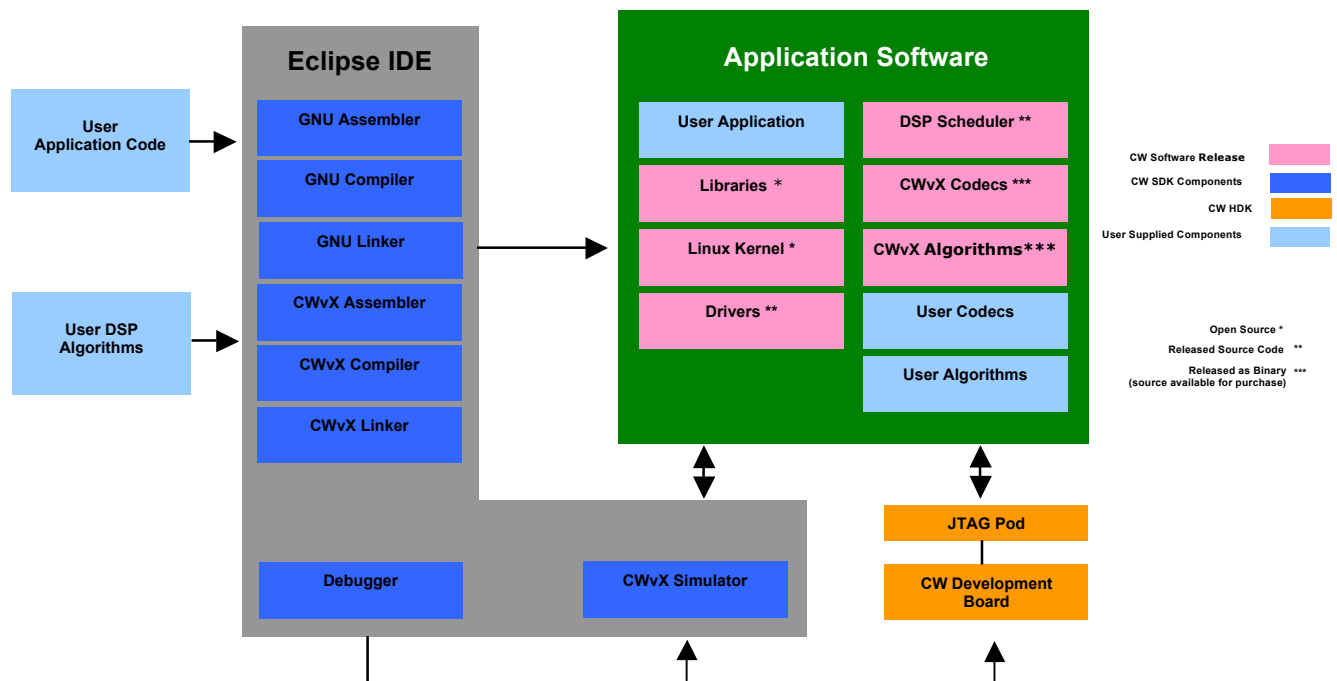 Eclipse IDE
Application Software
User
Application Code
User DSP
Algorithms
GNU Assembler
GNU Compiler
GNU Linker
CWvX Assembler
CWvX Compiler
CWvX Linker
Debugger
CWvX Simulator
User Application
Libraries *
Linux Kernel *
Drivers **
DSP Scheduler **
CWvX Codecs ***
CWvX Algorithms***
User Codecs
User Algorithms
JTAG Pod
CW Development
Board
CW Software Release
CW SDK Components
CW HDK
User Supplied Components
Open Source *
Released Source Code **
Released as Binary ***
(source available for purchase)